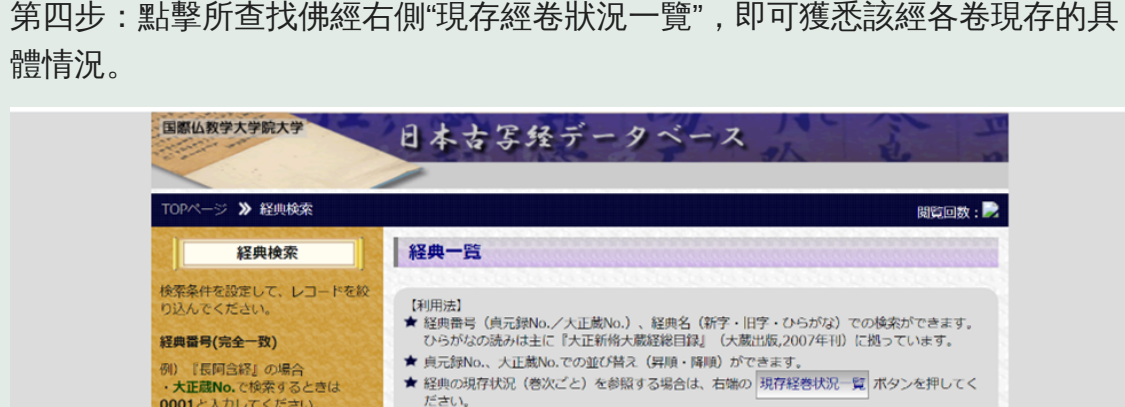 第四步：點擊所查找佛經右側“現存經卷狀況一覽”，即可獲悉該經各卷現存的具
體情況。
国際仏教学大学院大学
日本古写経データベース
TOPページ » 経典検索
閲覧回数：
経典検索
検索条件を設定して、レコードを絞
り込んでください。
経典番号(完全一致)
例）『長阿含経』の場合
・大正蔵No.で検索するときは
0001と入力してください
経典一覧
【利用法】
★ 経典番号（貞元録No.／大正蔵No.）、経典名（新字・旧字・ひらがな）での検索ができます。
ひらがなの読みは主に『大正新脩大蔵経総目録』（大蔵出版,2007年刊）に拠っています。
★ 貞元録No.、大正蔵No.での並び替え（昇順・降順）ができます。
★ 経典の現存状況（巻次ごと）を参照する場合は、右端の 現存経巻状況一覧 ボタンを押してく
ださい。